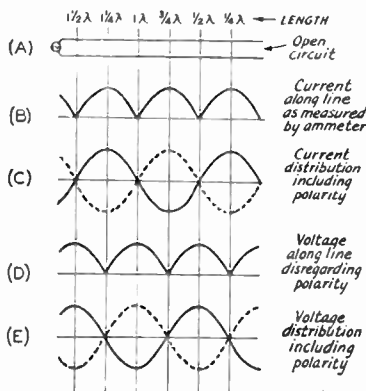 1½λ 1¼λ 1λ ¾λ ½λ ¼λ ← LENGTH
(A)
Open
circuit
(B)
Current
along line
as measured
by ammeter
(C)
Current
distribution
including
polarity
(D)
Voltage
along line
disregarding
polarity
(E)
Voltage
distribution
including
polarity